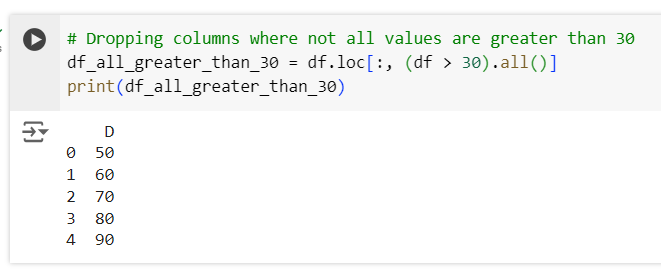 # Dropping columns where not all values are greater than 30
df_all_greater_than_30 = df.loc[:, (df > 30).all()]
print(df_all_greater_than_30)
    D
0  50
1  60
2  70
3  80
4  90